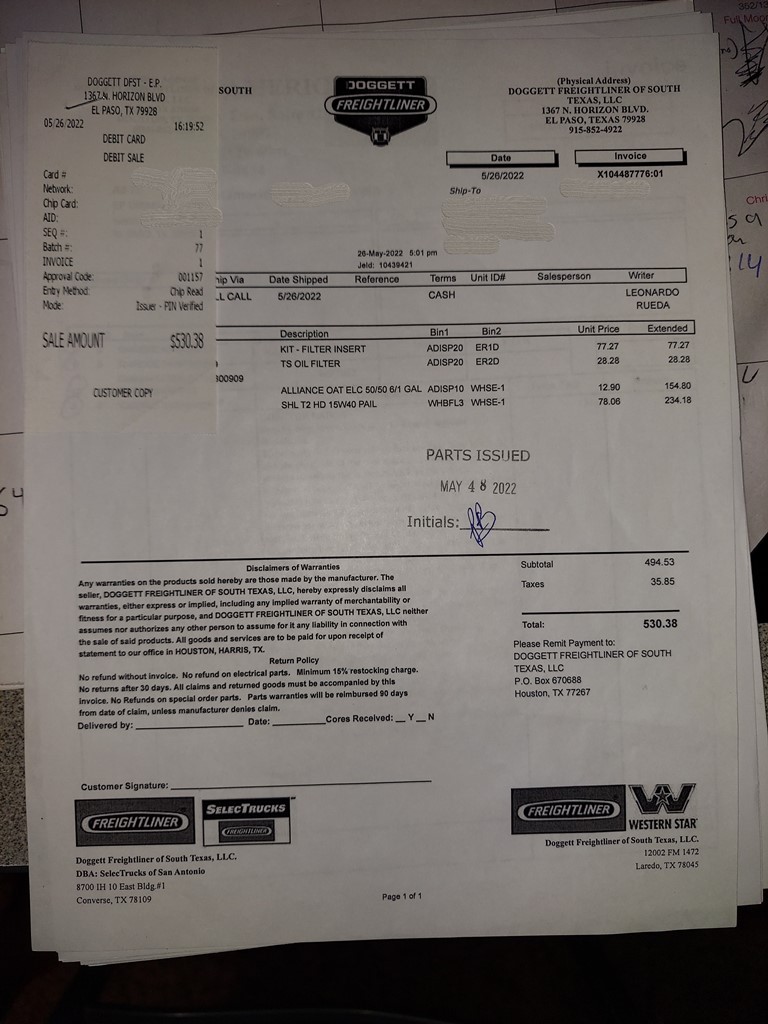 DOGGETT DFST - E.P.
1367 N. HORIZON BLVD
EL PASO, TX 79928
05/26/2022 16:19:52
DEBIT CARD
DEBIT SALE
Card #
Network:
Chip Card:
AID:
SEQ #: 1
Batch #: 77
INVOICE 1
Approval Code: 001157
Entry Method: Chip Read
Mode: Issuer - PIN Verified
SALE AMOUNT $530.38
CUSTOMER COPY
SOUTH
DOGGETT
FREIGHTLINER
(Physical Address)
DOGGETT FREIGHTLINER OF SOUTH
TEXAS, LLC
1367 N. HORIZON BLVD.
EL PASO, TEXAS 79928
915-852-4922
Date Invoice
5/26/2022 X104487776:01
Ship-To
26-May-2022 5:01 pm
Jeld: 10439421
hip Via Date Shipped Reference Terms Unit ID# Salesperson Writer
LL CALL 5/26/2022 CASH LEONARDO
RUEDA
Description Bin1 Bin2 Unit Price Extended
KIT - FILTER INSERT ADISP20 ER1D 77.27 77.27
TS OIL FILTER ADISP20 ER2D 28.28 28.28
300909
ALLIANCE OAT ELC 50/50 6/1 GAL ADISP10 WHSE-1 12.90 154.80
SHL T2 HD 15W40 PAIL WHBFL3 WHSE-1 78.06 234.18
PARTS ISSUED
MAY 48 2022
Initials:
Disclaimers of Warranties
Any warranties on the products sold hereby are those made by the manufacturer. The
seller, DOGGETT FREIGHTLINER OF SOUTH TEXAS, LLC, hereby expressly disclaims all
warranties, either express or implied, including any implied warranty of merchantability or
fitness for a particular purpose, and DOGGETT FREIGHTLINER OF SOUTH TEXAS, LLC neither
assumes nor authorizes any other person to assume for it any liability in connection with
the sale of said products. All goods and services are to be paid for upon receipt of
statement to our office in HOUSTON, HARRIS, TX.
Return Policy
No refund without invoice. No refund on electrical parts. Minimum 15% restocking charge.
No returns after 30 days. All claims and returned goods must be accompanied by this
invoice. No Refunds on special order parts. Parts warranties will be reimbursed 90 days
from date of claim, unless manufacturer denies claim.
Delivered by: Date: Cores Received: Y N
Subtotal 494.53
Taxes 35.85
Total: 530.38
Please Remit Payment to:
DOGGETT FREIGHTLINER OF SOUTH
TEXAS, LLC
P.O. Box 670688
Houston, TX 77267
Customer Signature:
FREIGHTLINER
SELECTRUCKS
FREIGHTLINER
Doggett Freightliner of South Texas, LLC.
DBA: SelecTrucks of San Antonio
8700 IH 10 East Bldg.#1
Converse, TX 78109
FREIGHTLINER
WESTERN STAR
Doggett Freightliner of South Texas, LLC.
12002 FM 1472
Laredo, TX 78045
Page 1 of 1